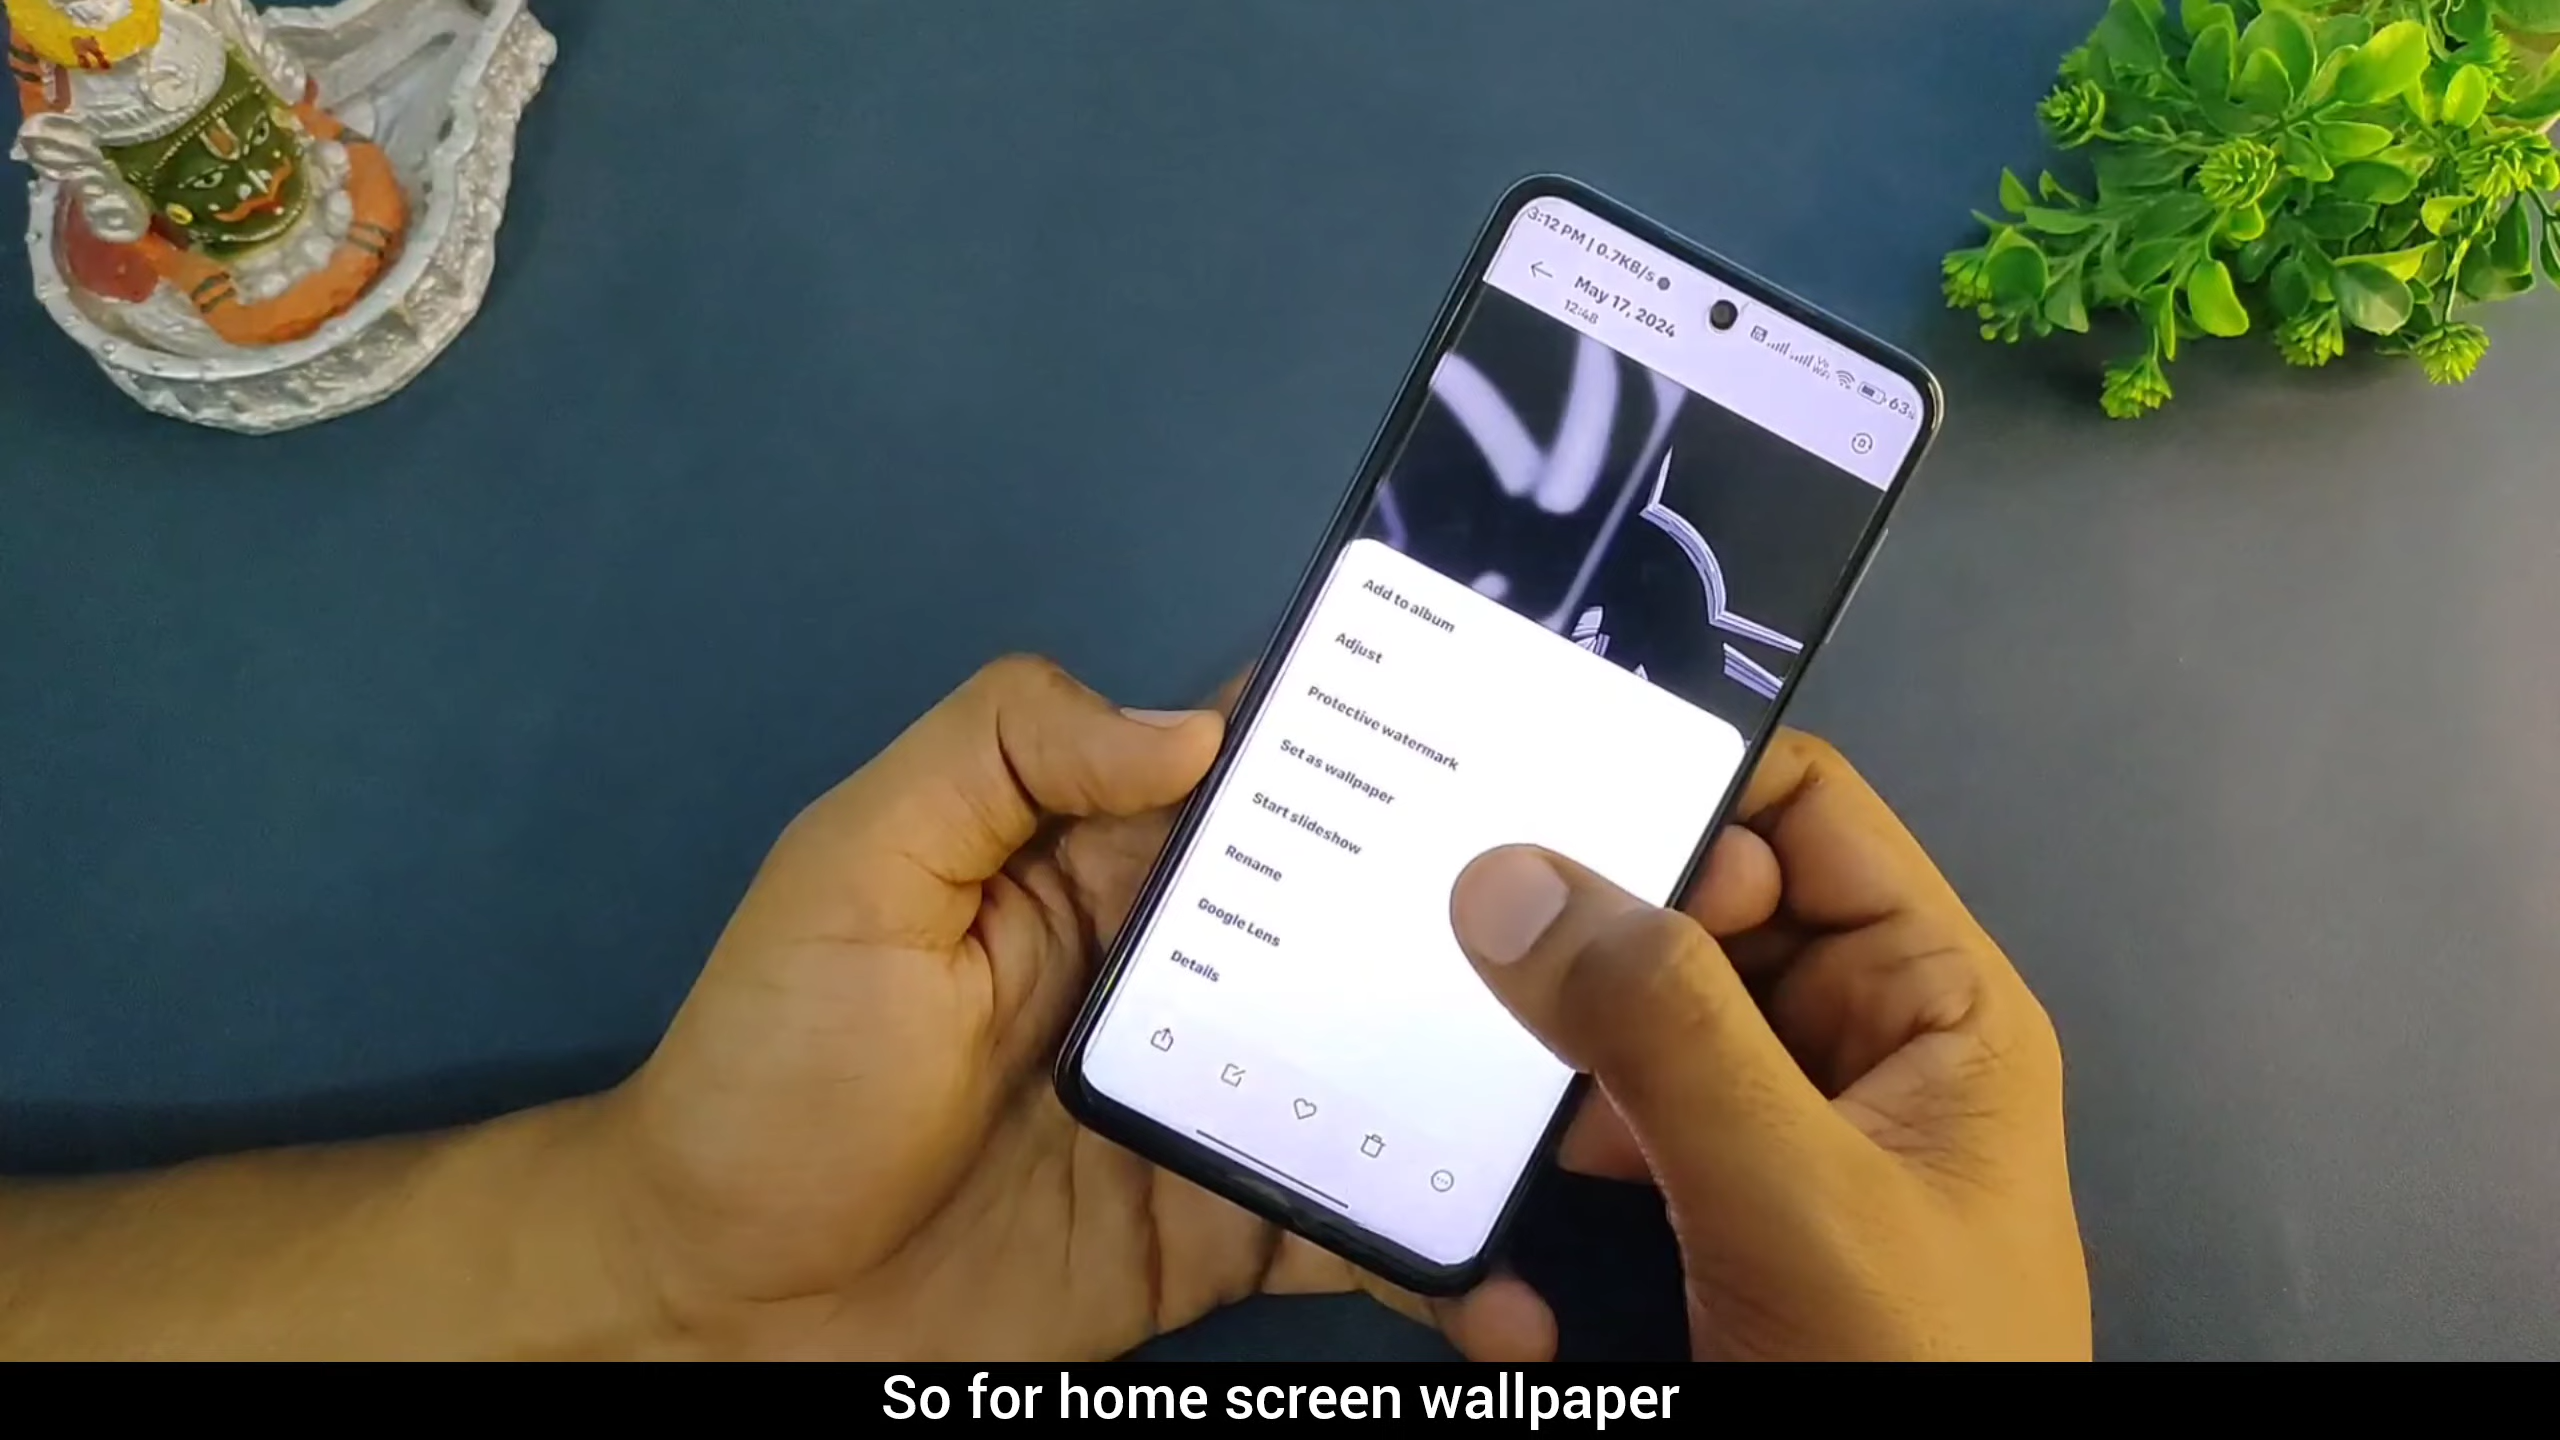 3:12 PM | 0.7KB/s
63
May 17, 2024
12:48
Add to album
Adjust
Protective watermark
Set as wallpaper
Start slideshow
Rename
Google Lens
Details
So for home screen wallpaper